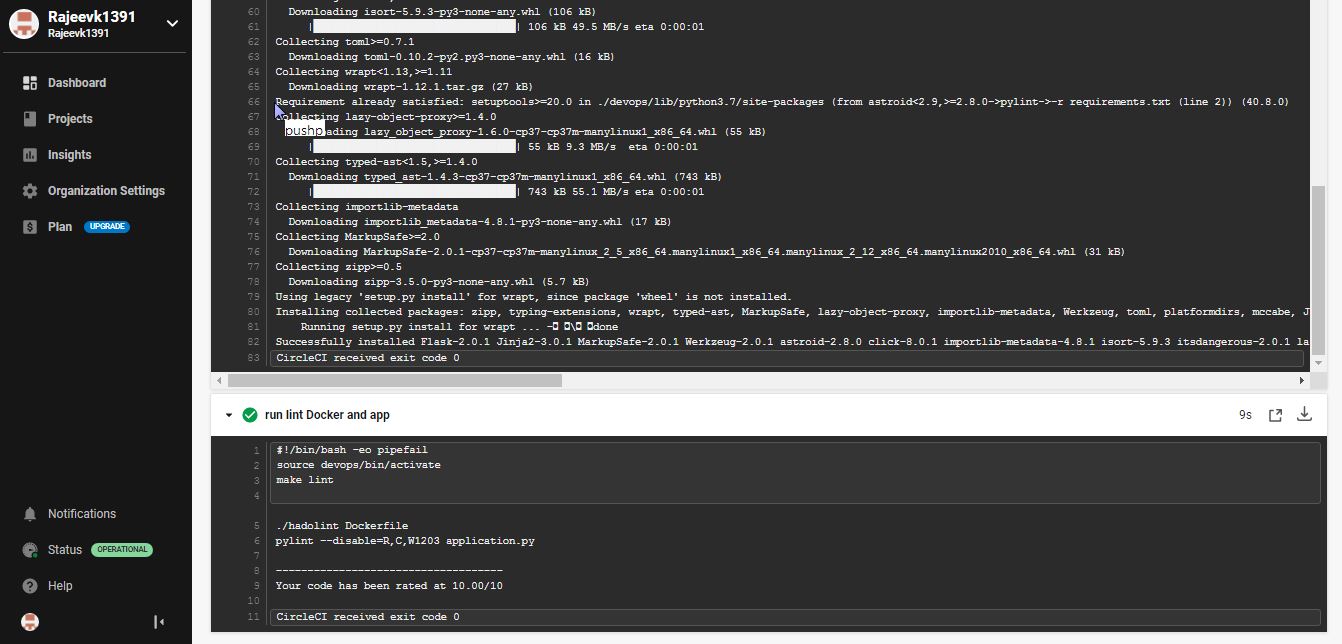 Rajeevk1391
Rajeevk1391
Dashboard
Projects
Insights
Organization Settings
Plan UPGRADE
Notifications
Status OPERATIONAL
Help
60 Downloading isort-5.9.3-py3-none-any.whl (106 kB)
61 | | 106 kB 49.5 MB/s eta 0:00:01
62 Collecting toml>=0.7.1
63 Downloading toml-0.10.2-py2.py3-none-any.whl (16 kB)
64 Collecting wrapt<1.13,>=1.11
65 Downloading wrapt-1.12.1.tar.gz (27 kB)
66 Requirement already satisfied: setuptools>=20.0 in ./devops/lib/python3.7/site-packages (from astroid<2.9,>=2.8.0->pylint->-r requirements.txt (line 2)) (40.8.0)
67 Collecting lazy-object-proxy>=1.4.0
pushp
68 ading lazy_object_proxy-1.6.0-cp37-cp37m-manylinux1_x86_64.whl (55 kB)
69 | | 55 kB 9.3 MB/s eta 0:00:01
70 Collecting typed-ast<1.5,>=1.4.0
71 Downloading typed_ast-1.4.3-cp37-cp37m-manylinux1_x86_64.whl (743 kB)
72 | | 743 kB 55.1 MB/s eta 0:00:01
73 Collecting importlib-metadata
74 Downloading importlib_metadata-4.8.1-py3-none-any.whl (17 kB)
75 Collecting MarkupSafe>=2.0
76 Downloading MarkupSafe-2.0.1-cp37-cp37m-manylinux_2_5_x86_64.manylinux1_x86_64.manylinux_2_12_x86_64.manylinux2010_x86_64.whl (31 kB)
77 Collecting zipp>=0.5
78 Downloading zipp-3.5.0-py3-none-any.whl (5.7 kB)
79 Using legacy 'setup.py install' for wrapt, since package 'wheel' is not installed.
80 Installing collected packages: zipp, typing-extensions, wrapt, typed-ast, MarkupSafe, lazy-object-proxy, importlib-metadata, Werkzeug, toml, platformdirs, mccabe, J
81 Running setup.py install for wrapt ... - \ done
82 Successfully installed Flask-2.0.1 Jinja2-3.0.1 MarkupSafe-2.0.1 Werkzeug-2.0.1 astroid-2.8.0 click-8.0.1 importlib-metadata-4.8.1 isort-5.9.3 itsdangerous-2.0.1 la
83 CircleCI received exit code 0
run lint Docker and app 9s
1 #!/bin/bash -eo pipefail
2 source devops/bin/activate
3 make lint
4
5 ./hadolint Dockerfile
6 pylint --disable=R,C,W1203 application.py
7
8 -----------------------------------
9 Your code has been rated at 10.00/10
10
11 CircleCI received exit code 0